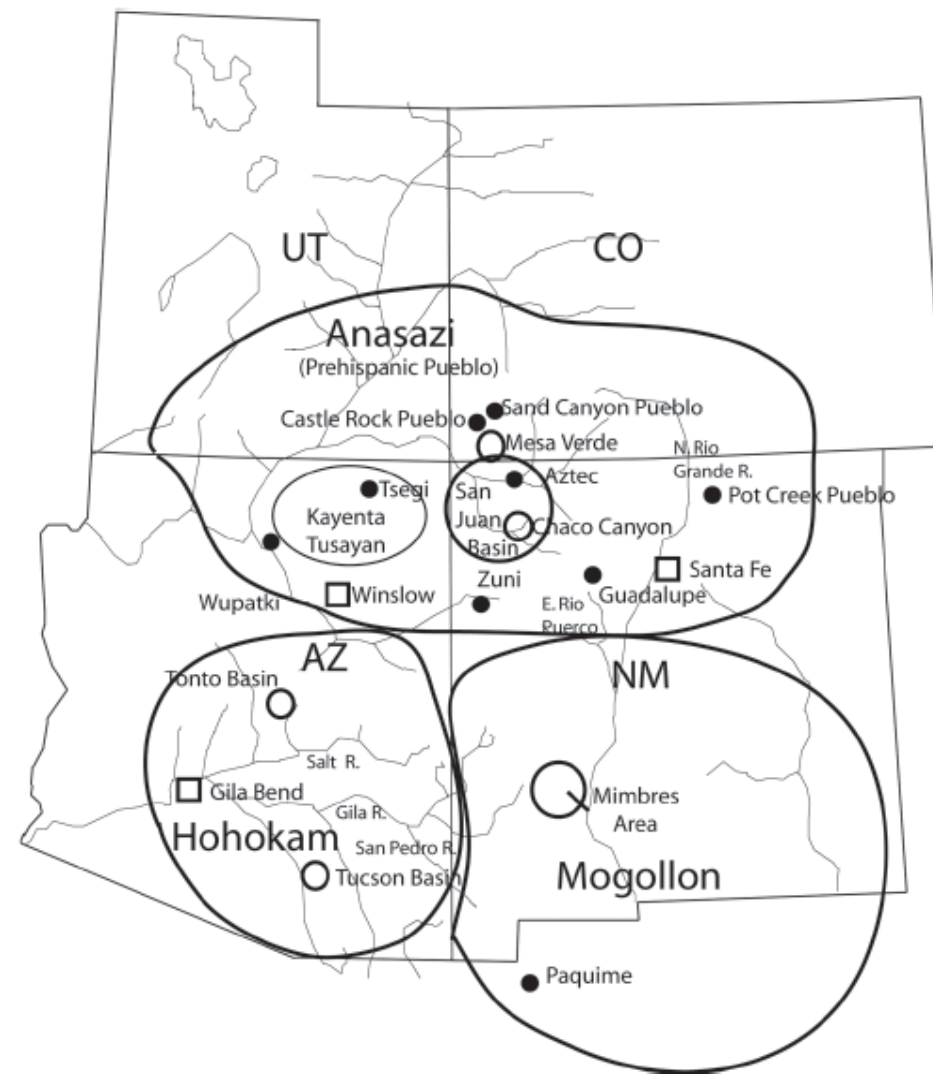 UT
CO
Anasazi
(Prehispanic Pueblo)
Castle Rock Pueblo
Sand Canyon Pueblo
Mesa Verde
N. Rio
Grande R.
Tsegi
Aztec
Pot Creek Pueblo
Kayenta
Tusayan
San
Juan
Basin
Chaco Canyon
Wupatki
Winslow
Zuni
E. Rio
Puerco
Guadalupe
Santa Fe
AZ
NM
Tonto Basin
Salt R.
Gila Bend
Gila R.
Mimbres
Area
Hohokam
San Pedro R.
Tucson Basin
Mogollon
Paquime